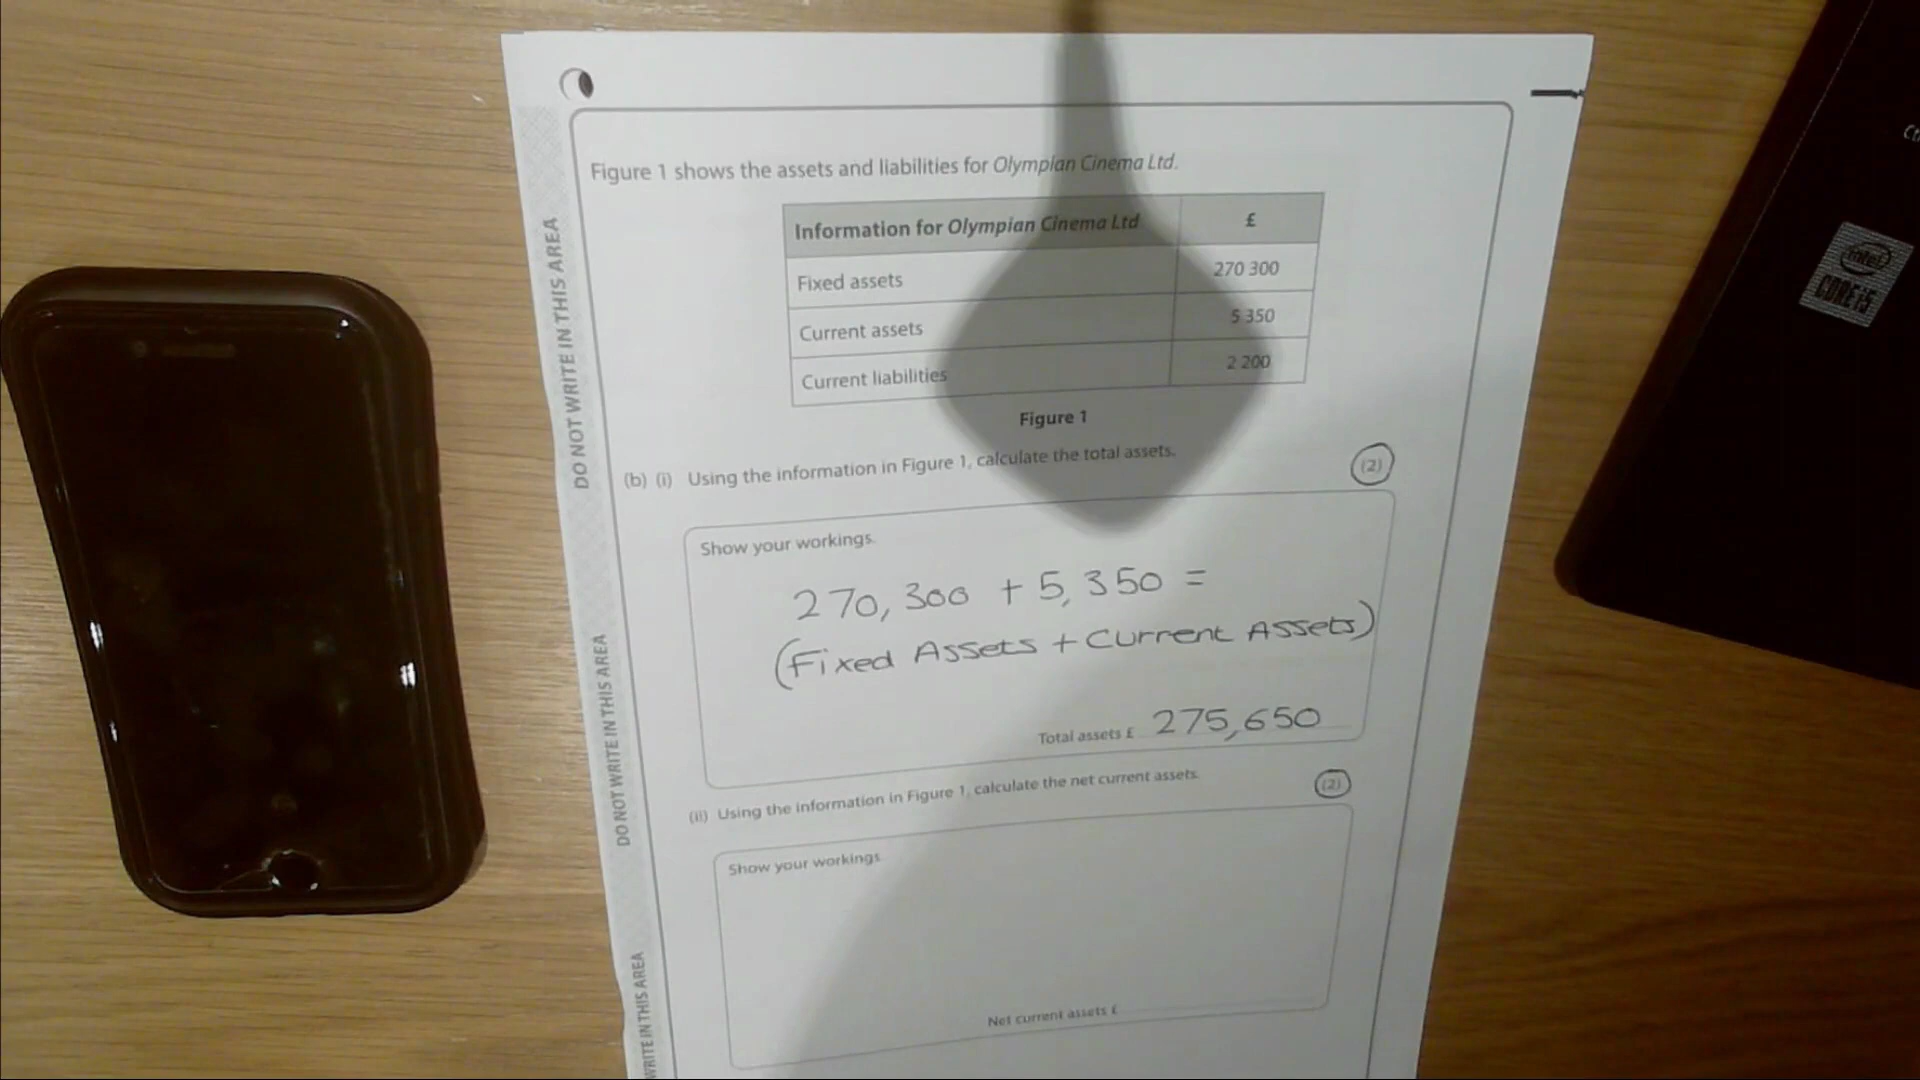 Figure 1 shows the assets and liabilities for Olympian Cinema Ltd.
Information for Olympian Cinema Ltd £
Fixed assets 270 300
Current assets 5 350
Current liabilities 2 200
Figure 1
(b) (i) Using the information in Figure 1, calculate the total assets. (2)
Show your workings.
270,300 + 5,350 =
(Fixed Assets + Current Assets)
Total assets £ 275,650
(ii) Using the information in Figure 1, calculate the net current assets. (2)
Show your workings.
Net current assets £
DO NOT WRITE IN THIS AREA
DO NOT WRITE IN THIS AREA
WRITE IN THIS AREA
intel
CORE i5